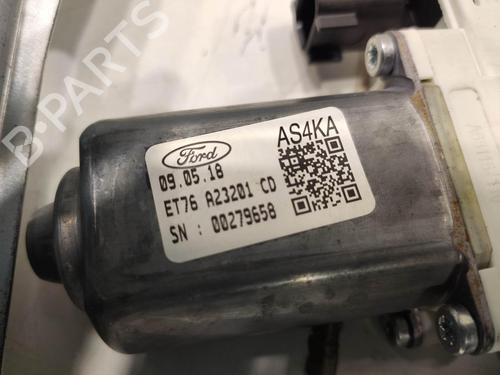 B-PARTS
Ford
AS4KA
09.05.18
ET76 A23201 CD
SN : 00279658